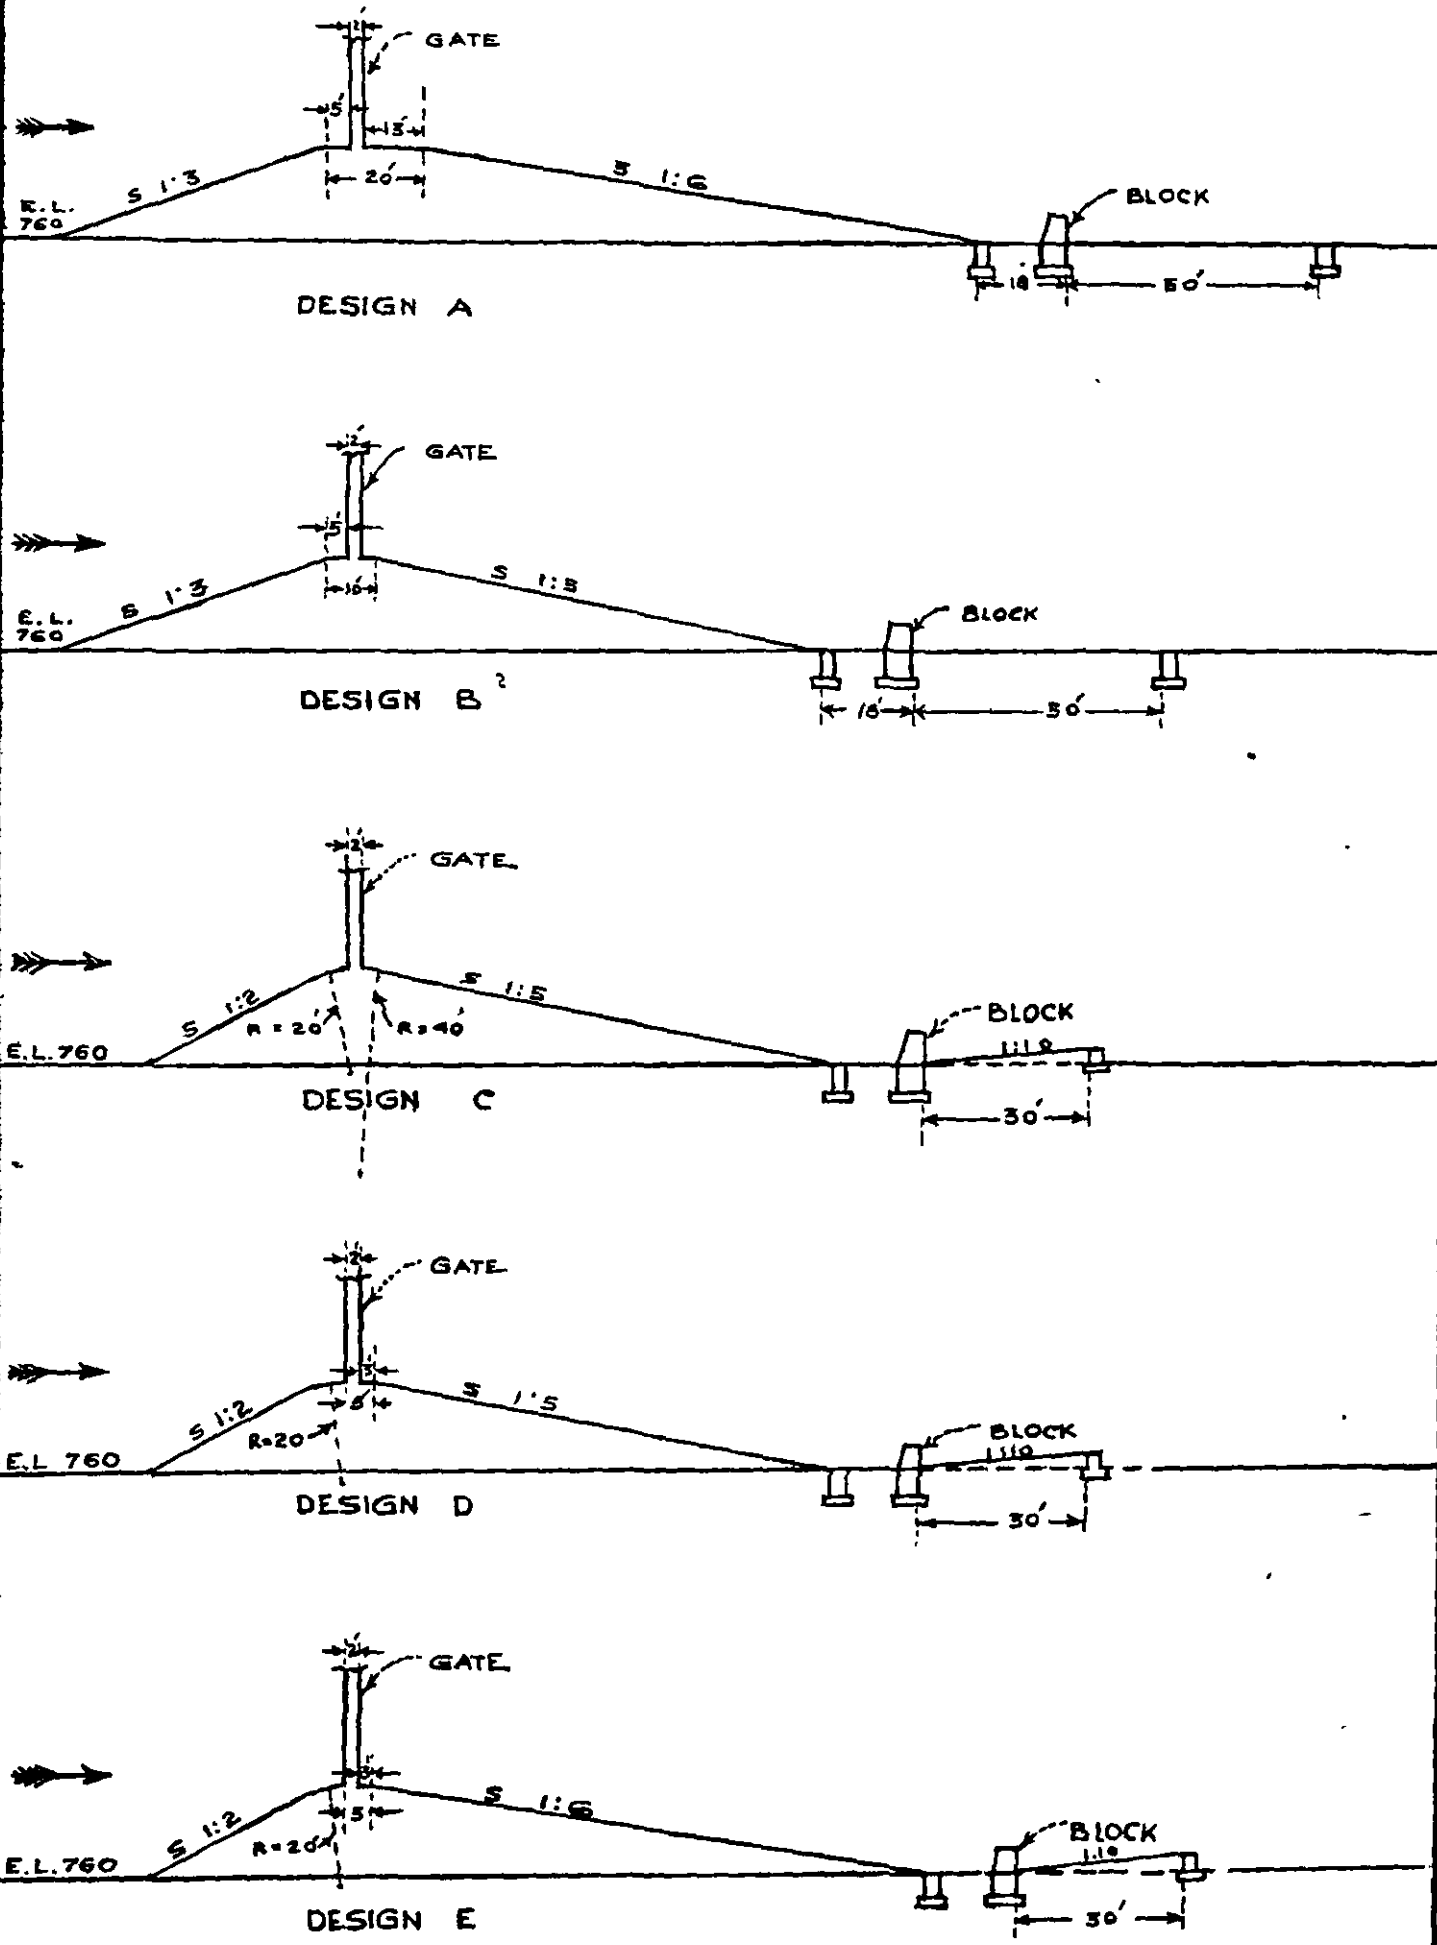 2'
GATE
5'
13'
20'
S 1:3
S 1:6
E.L.
760
BLOCK
18'
50'
DESIGN A
2'
GATE
5'
10'
S 1:3
S 1:5
E.L.
760
BLOCK
18'
50'
DESIGN B
2'
GATE
S 1:2
S 1:5
R = 20'
R = 40'
E.L. 760
BLOCK
1:10
30'
DESIGN C
2'
GATE
3'
5
S 1:2
S 1:5
R=20
E.L 760
BLOCK
1:10
30'
DESIGN D
2'
GATE
3'
5
S 1:2
S 1:6
R=20'
E.L. 760
BLOCK
1:10
30'
DESIGN E